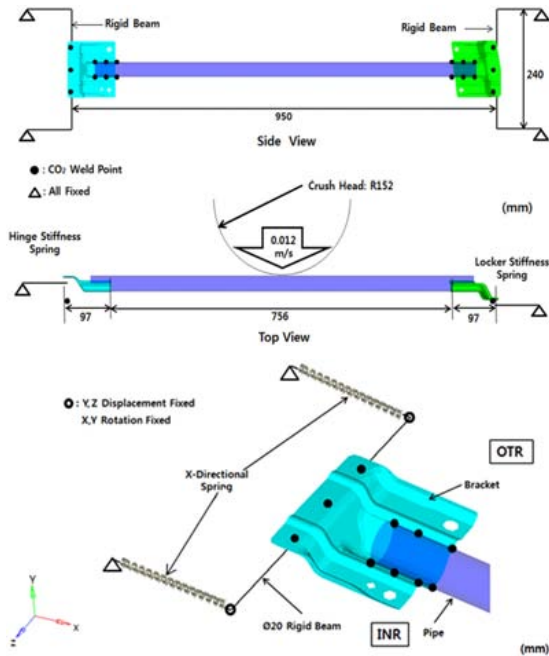 Rigid Beam
Rigid Beam
240
950
Side View
● : CO₂ Weld Point
△ : All Fixed
Crush Head: R152
(mm)
0.012
m/s
Hinge Stiffness
Spring
Locker Stiffness
Spring
97
756
97
Top View
: Y, Z Displacement Fixed
X,Y Rotation Fixed
OTR
X-Directional
Spring
Bracket
Y
X
Z
Ø20 Rigid Beam
INR
Pipe
(mm)